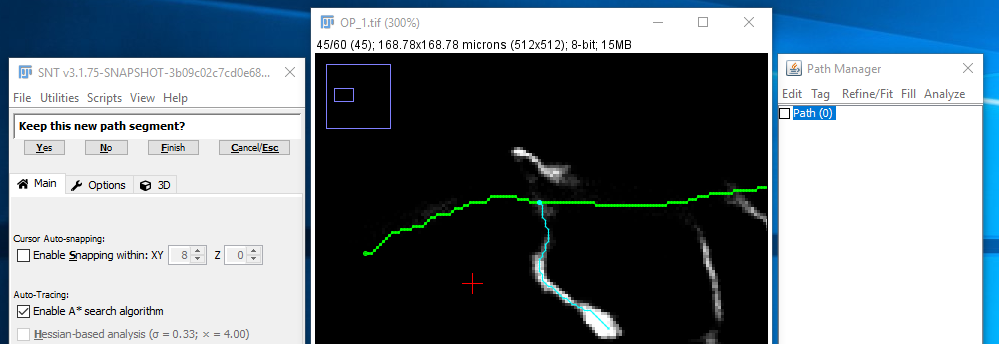 OP_1.tif (300%)
45/60 (45); 168.78x168.78 microns (512x512); 8-bit; 15MB
SNT v3.1.75-SNAPSHOT-3b09c02c7cd0e68...
File Utilities Scripts View Help
Keep this new path segment?
Yes No Finish Cancel/Esc
Main Options 3D
Cursor Auto-snapping:
Enable Snapping within: XY 8 Z 0
Auto-Tracing:
Enable A* search algorithm
Hessian-based analysis (σ = 0.33; × = 4.00)
Path Manager
Edit Tag Refine/Fit Fill Analyze
Path (0)